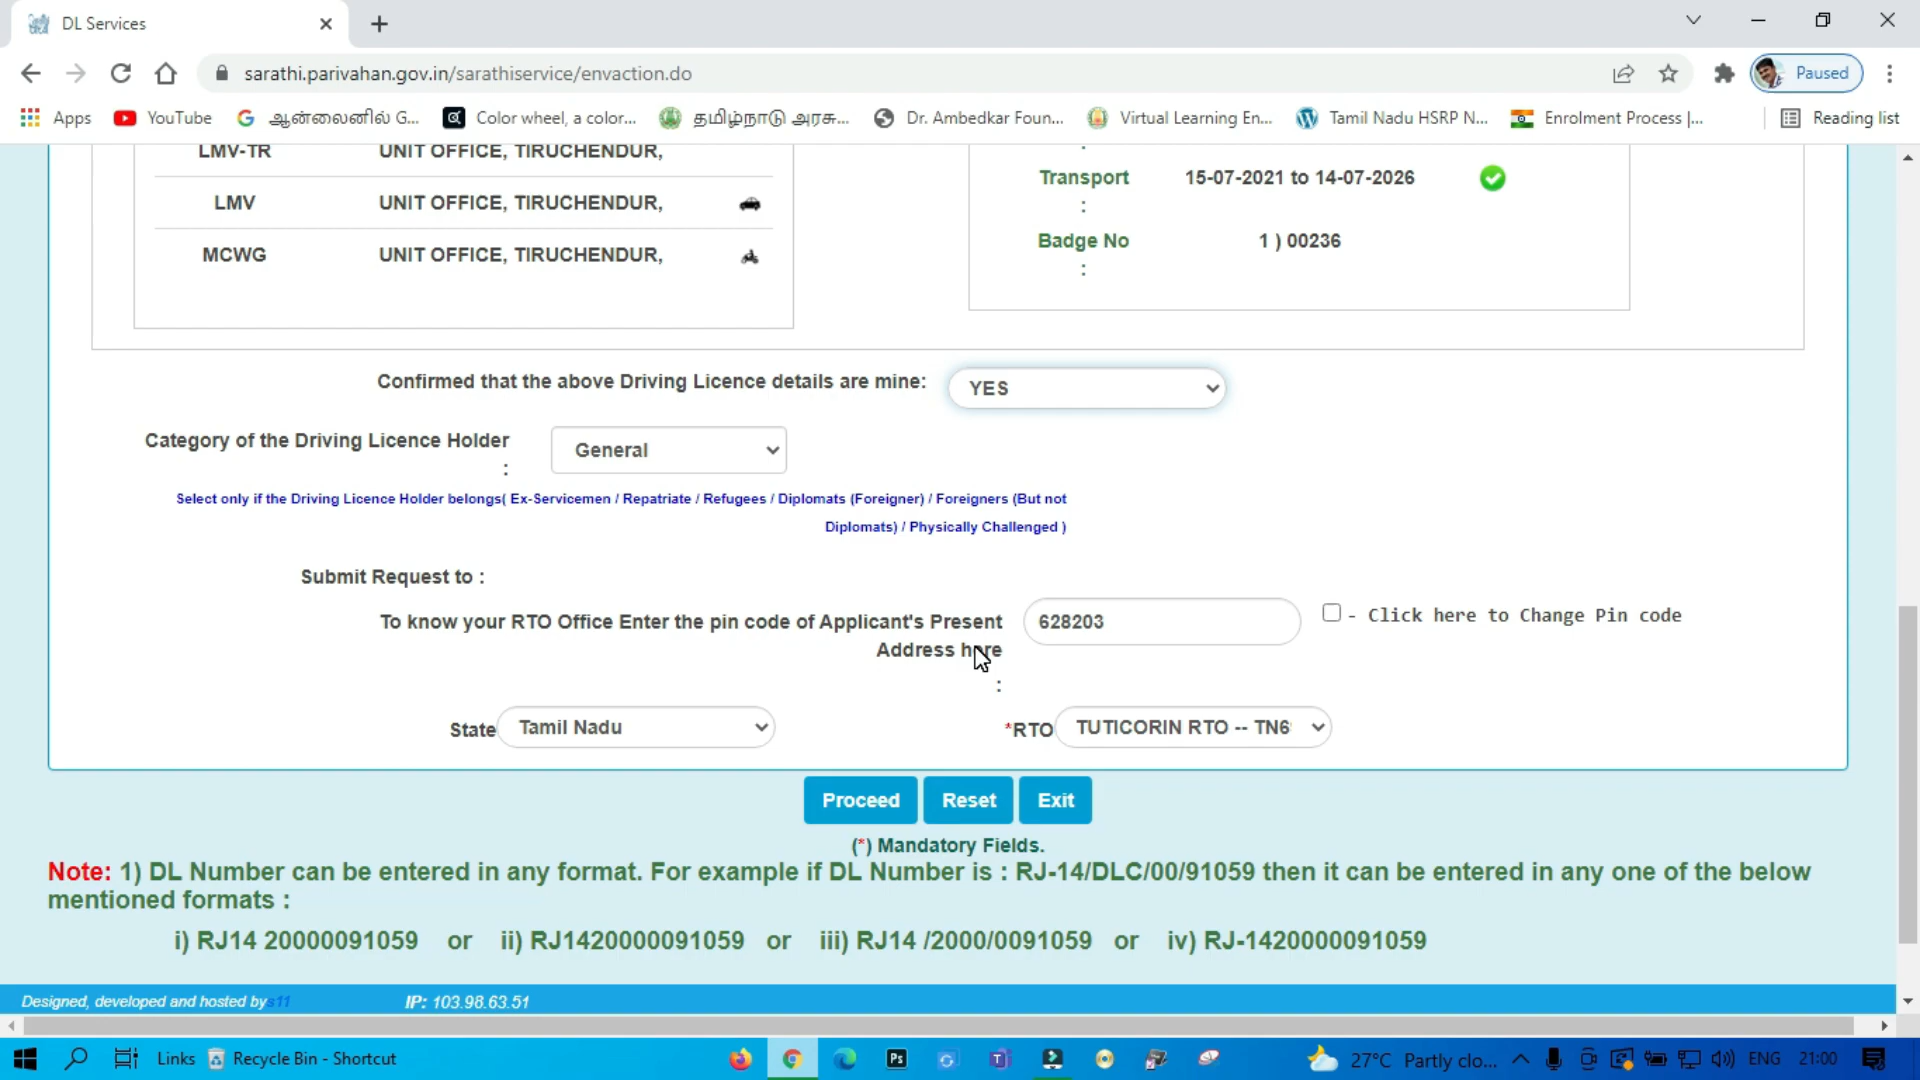 DL Services
sarathi.parivahan.gov.in/sarathiservice/envaction.do
Paused
Apps
YouTube
ஆன்லைனில் G...
Color wheel, a color...
தமிழ்நாடு அரசு...
Dr. Ambedkar Foun...
Virtual Learning En...
Tamil Nadu HSRP N...
Enrolment Process |...
Reading list
LMV-TR UNIT OFFICE, TIRUCHENDUR,
LMV UNIT OFFICE, TIRUCHENDUR,
MCWG UNIT OFFICE, TIRUCHENDUR,
Transport 15-07-2021 to 14-07-2026
:
Badge No 1 ) 00236
:
Confirmed that the above Driving Licence details are mine: YES
Category of the Driving Licence Holder General
:
Select only if the Driving Licence Holder belongs( Ex-Servicemen / Repatriate / Refugees / Diplomats (Foreigner) / Foreigners (But not
Diplomats) / Physically Challenged )
Submit Request to :
To know your RTO Office Enter the pin code of Applicant's Present 628203 - Click here to Change Pin code
Address here
:
State Tamil Nadu *RTO TUTICORIN RTO -- TN6
Proceed Reset Exit
(*) Mandatory Fields.
Note: 1) DL Number can be entered in any format. For example if DL Number is : RJ-14/DLC/00/91059 then it can be entered in any one of the below
mentioned formats :
i) RJ14 20000091059 or ii) RJ1420000091059 or iii) RJ14 /2000/0091059 or iv) RJ-1420000091059
Designed, developed and hosted by s11 IP: 103.98.63.51
Links Recycle Bin - Shortcut 27°C Partly clo... ENG 21:00